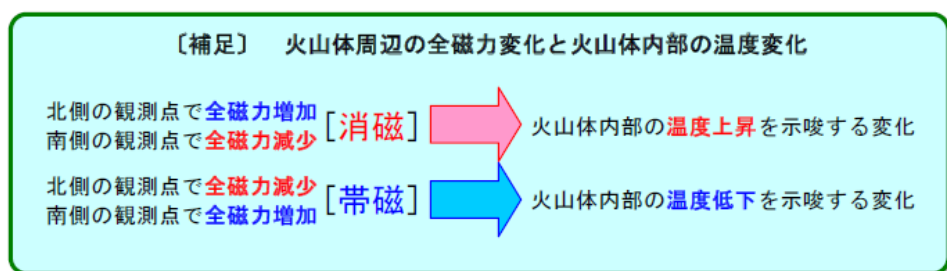 〔補足〕 火山体周辺の全磁力変化と火山体内部の温度変化
北側の観測点で全磁力増加
南側の観測点で全磁力減少
[消磁]
火山体内部の温度上昇を示唆する変化
北側の観測点で全磁力減少
南側の観測点で全磁力増加
[帯磁]
火山体内部の温度低下を示唆する変化